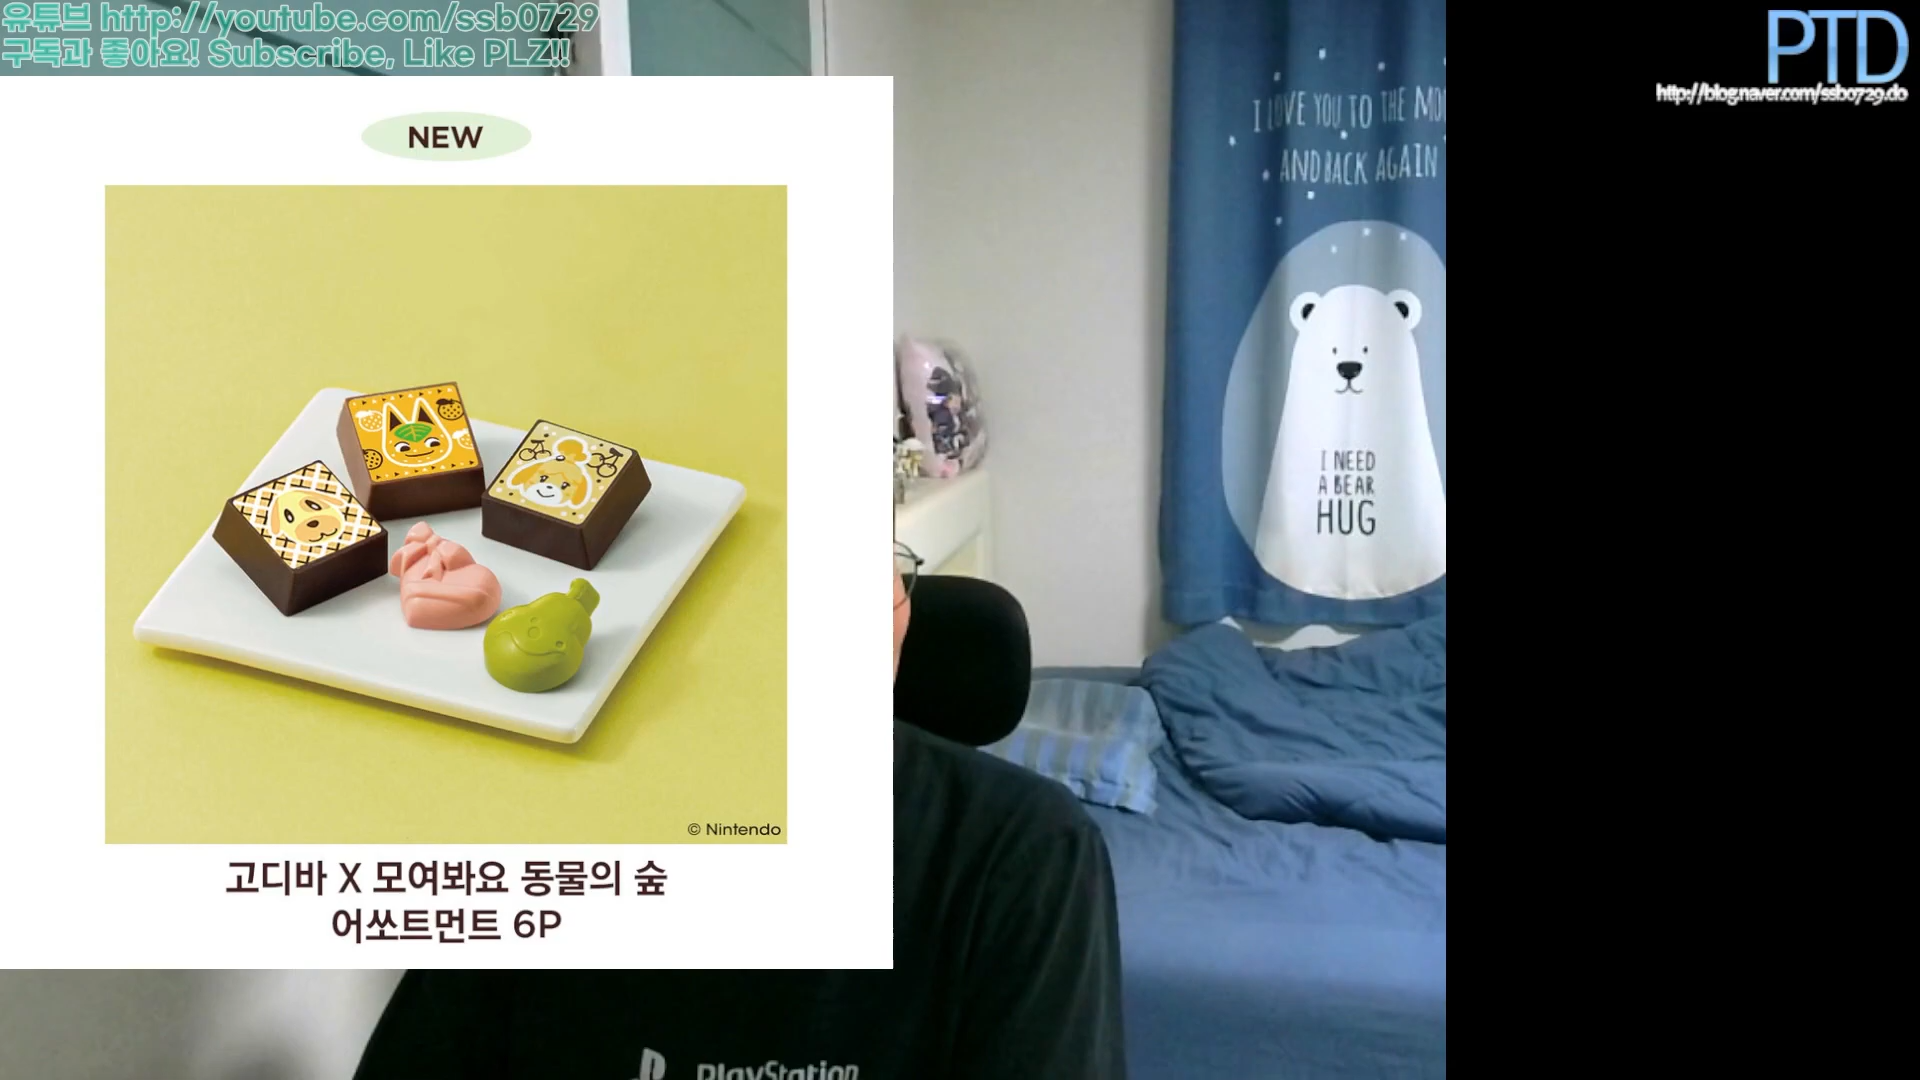 유튜브 http://youtube.com/ssb0729
구독과 좋아요! Subscribe, Like PLZ!!
PTD
http://blog.naver.com/ssb0729.do
NEW
I LOVE YOU TO THE
AND BACK AGAIN
I NEED
A BEAR
HUG
© Nintendo
고디바 X 모여봐요 동물의 숲
어쏘트먼트 6P
PlayStation